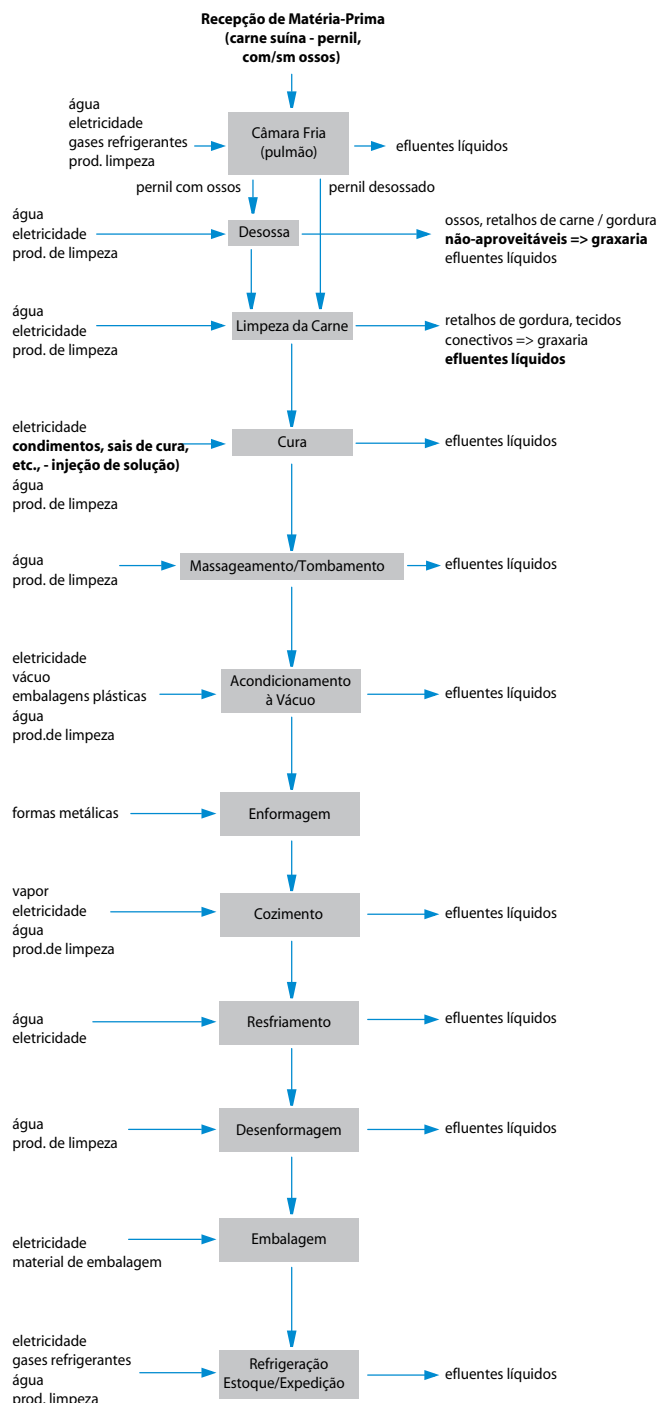 Recepção de Matéria-Prima
(carne suína - pernil,
com/sm ossos)
água
eletricidade
gases refrigerantes
prod. limpeza
Câmara Fria
(pulmão)
efluentes líquidos
pernil com ossos
pernil desossado
água
eletricidade
prod. de limpeza
Desossa
ossos, retalhos de carne / gordura
não-aproveitáveis => graxaria
efluentes líquidos
água
eletricidade
prod. de limpeza
Limpeza da Carne
retalhos de gordura, tecidos
conectivos => graxaria
efluentes líquidos
eletricidade
condimentos, sais de cura,
etc., - injeção de solução)
água
prod. de limpeza
Cura
efluentes líquidos
água
prod. de limpeza
Massageamento/Tombamento
efluentes líquidos
eletricidade
vácuo
embalagens plásticas
água
prod.de limpeza
Acondicionamento
à Vácuo
efluentes líquidos
formas metálicas
Enformagem
vapor
eletricidade
água
prod.de limpeza
Cozimento
efluentes líquidos
água
eletricidade
Resfriamento
efluentes líquidos
água
prod. de limpeza
Desenformagem
efluentes líquidos
eletricidade
material de embalagem
Embalagem
eletricidade
gases refrigerantes
água
prod. limpeza
Refrigeração
Estoque/Expedição
efluentes líquidos